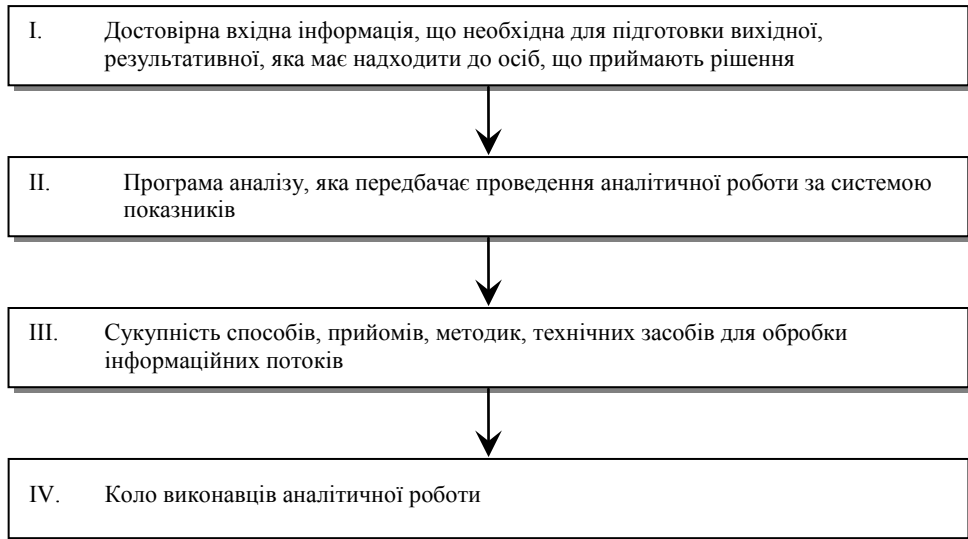 I. Достовірна вхідна інформація, що необхідна для підготовки вихідної,
результативної, яка має надходити до осіб, що приймають рішення
II. Програма аналізу, яка передбачає проведення аналітичної роботи за системою
показників
III. Сукупність способів, прийомів, методик, технічних засобів для обробки
інформаційних потоків
IV. Коло виконавців аналітичної роботи